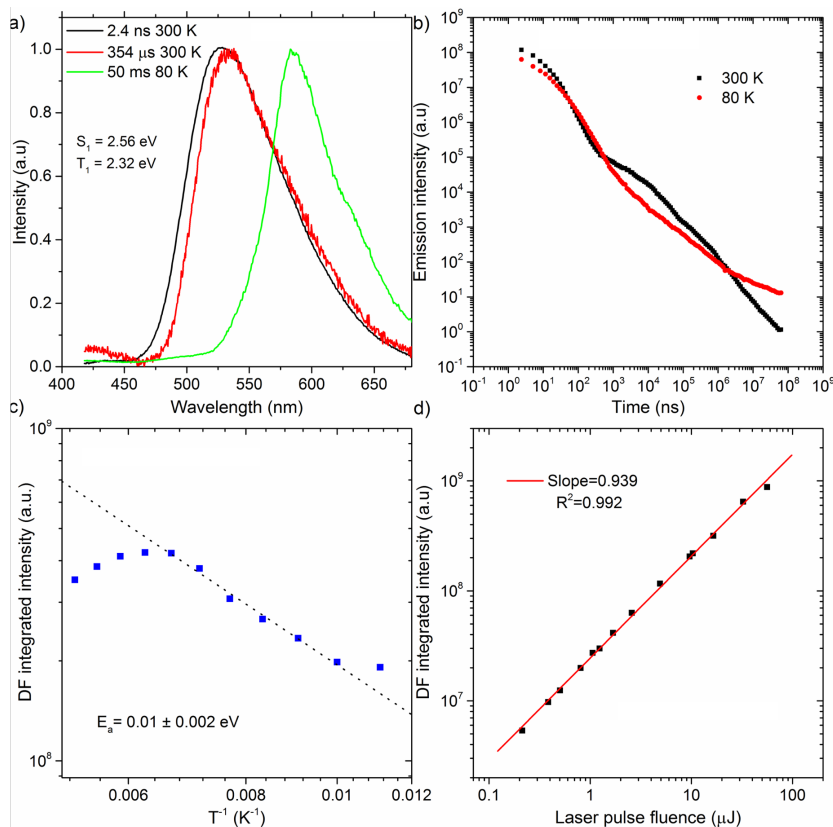 a)
2.4 ns 300 K
354 µs 300 K
50 ms 80 K
S1 = 2.56 eV
T1 = 2.32 eV
Intensity (a.u)
1.0
0.8
0.6
0.4
0.2
0.0
400 450 500 550 600 650
Wavelength (nm)
b)
300 K
80 K
Emission intensity (a.u)
10^9
10^8
10^7
10^6
10^5
10^4
10^3
10^2
10^1
10^0
10^-1
10^-1 10^0 10^1 10^2 10^3 10^4 10^5 10^6 10^7 10^8 10^9
Time (ns)
c)
DF integrated intensity (a.u.)
10^9
10^8
Ea= 0.01 ± 0.002 eV
0.006 0.008 0.01 0.012
T^-1 (K^-1)
d)
Slope=0.939
R^2=0.992
DF integrated intensity (a.u)
10^9
10^8
10^7
0.1 1 10 100
Laser pulse fluence (µJ)